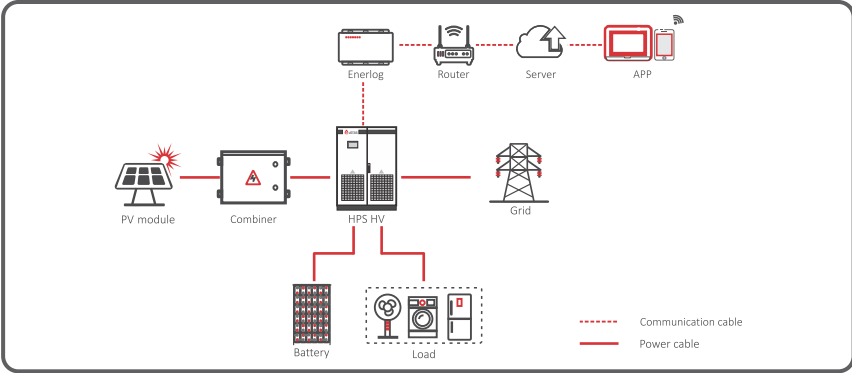 Enerlog
Router
Server
APP
PV module
Combiner
HPS HV
Grid
Battery
Load
Communication cable
Power cable